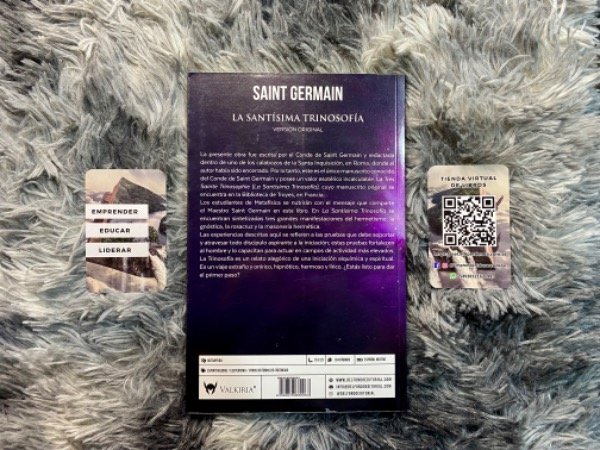 SAINT GERMAIN
LA SANTÍSIMA TRINOSOFÍA
VERSIÓN ORIGINAL
La presente obra fue escrita por el Conde de Saint Germain y redactada
dentro de uno de los calabozos de la Santa Inquisición, en Roma, donde
había sido encerrado. Por lo tanto, este es el único manuscrito conocido
del Conde de Saint Germain y posee un valor esotérico incalculable: La Très
Sainte Trinosophie (La Santísima Trinosofía), cuyo manuscrito original se
encuentra en la Biblioteca de Troyes, en Francia.
Los estudiantes de Metafísica se nutrirán con el mensaje que comparte
el Maestro Saint Germain en este libro. En La Santísima Trinosofía se
encuentran sintetizadas tres grandes manifestaciones del hermetismo: la
gnóstica, la rosacruz y la masonería hermética.
Las experiencias descritas aquí se refieren a las pruebas que debe soportar
y atravesar todo discípulo aspirante a la iniciación; estas pruebas fortalecen
al hombre y lo capacitan para actuar en campos de actividad más elevados.
La Trinosofía es un relato alegórico de una iniciación alquímica y espiritual.
Es un viaje extraño y onírico, hipnótico, hermoso y lírico. ¿Estás listo para dar
el primer paso?
EMPRENDER
EDUCAR
LIDERAR
TIENDA VIRTUAL
DE LIBROS
VALKIRIA